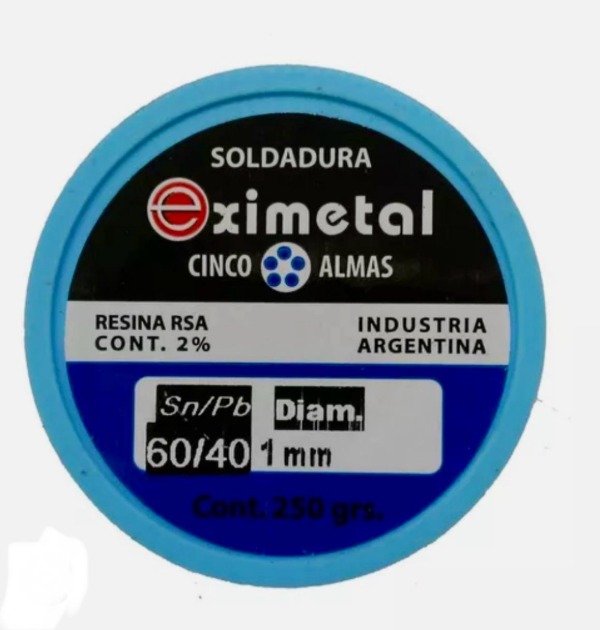 SOLDADURA
eximetal
CINCO ALMAS
RESINA RSA
CONT. 2%
INDUSTRIA
ARGENTINA
Sn/Pb Diam.
60/40 1 mm
Cont. 250 grs.